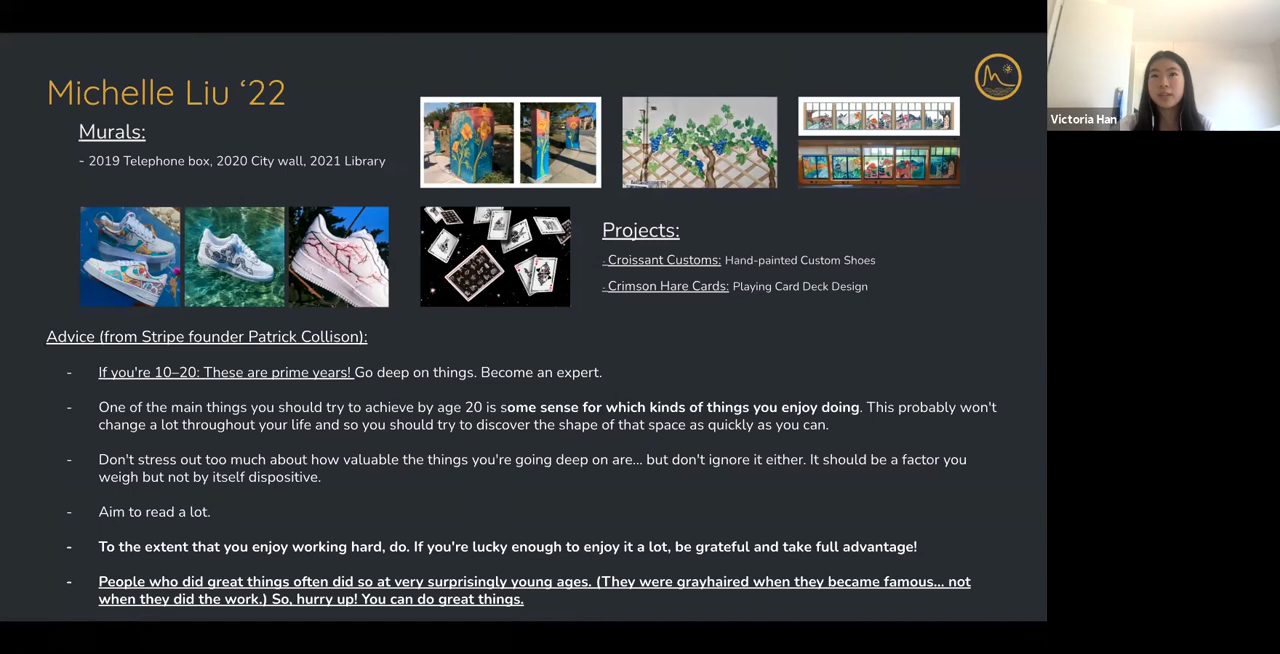 Michelle Liu ‘22
Murals:
- 2019 Telephone box, 2020 City wall, 2021 Library
Projects:
- Croissant Customs: Hand-painted Custom Shoes
- Crimson Hare Cards: Playing Card Deck Design
Advice (from Stripe founder Patrick Collison):
- If you're 10–20: These are prime years! Go deep on things. Become an expert.
- One of the main things you should try to achieve by age 20 is some sense for which kinds of things you enjoy doing. This probably won't
change a lot throughout your life and so you should try to discover the shape of that space as quickly as you can.
- Don't stress out too much about how valuable the things you're going deep on are... but don't ignore it either. It should be a factor you
weigh but not by itself dispositive.
- Aim to read a lot.
- To the extent that you enjoy working hard, do. If you're lucky enough to enjoy it a lot, be grateful and take full advantage!
- People who did great things often did so at very surprisingly young ages. (They were grayhaired when they became famous... not
when they did the work.) So, hurry up! You can do great things.
Victoria Han